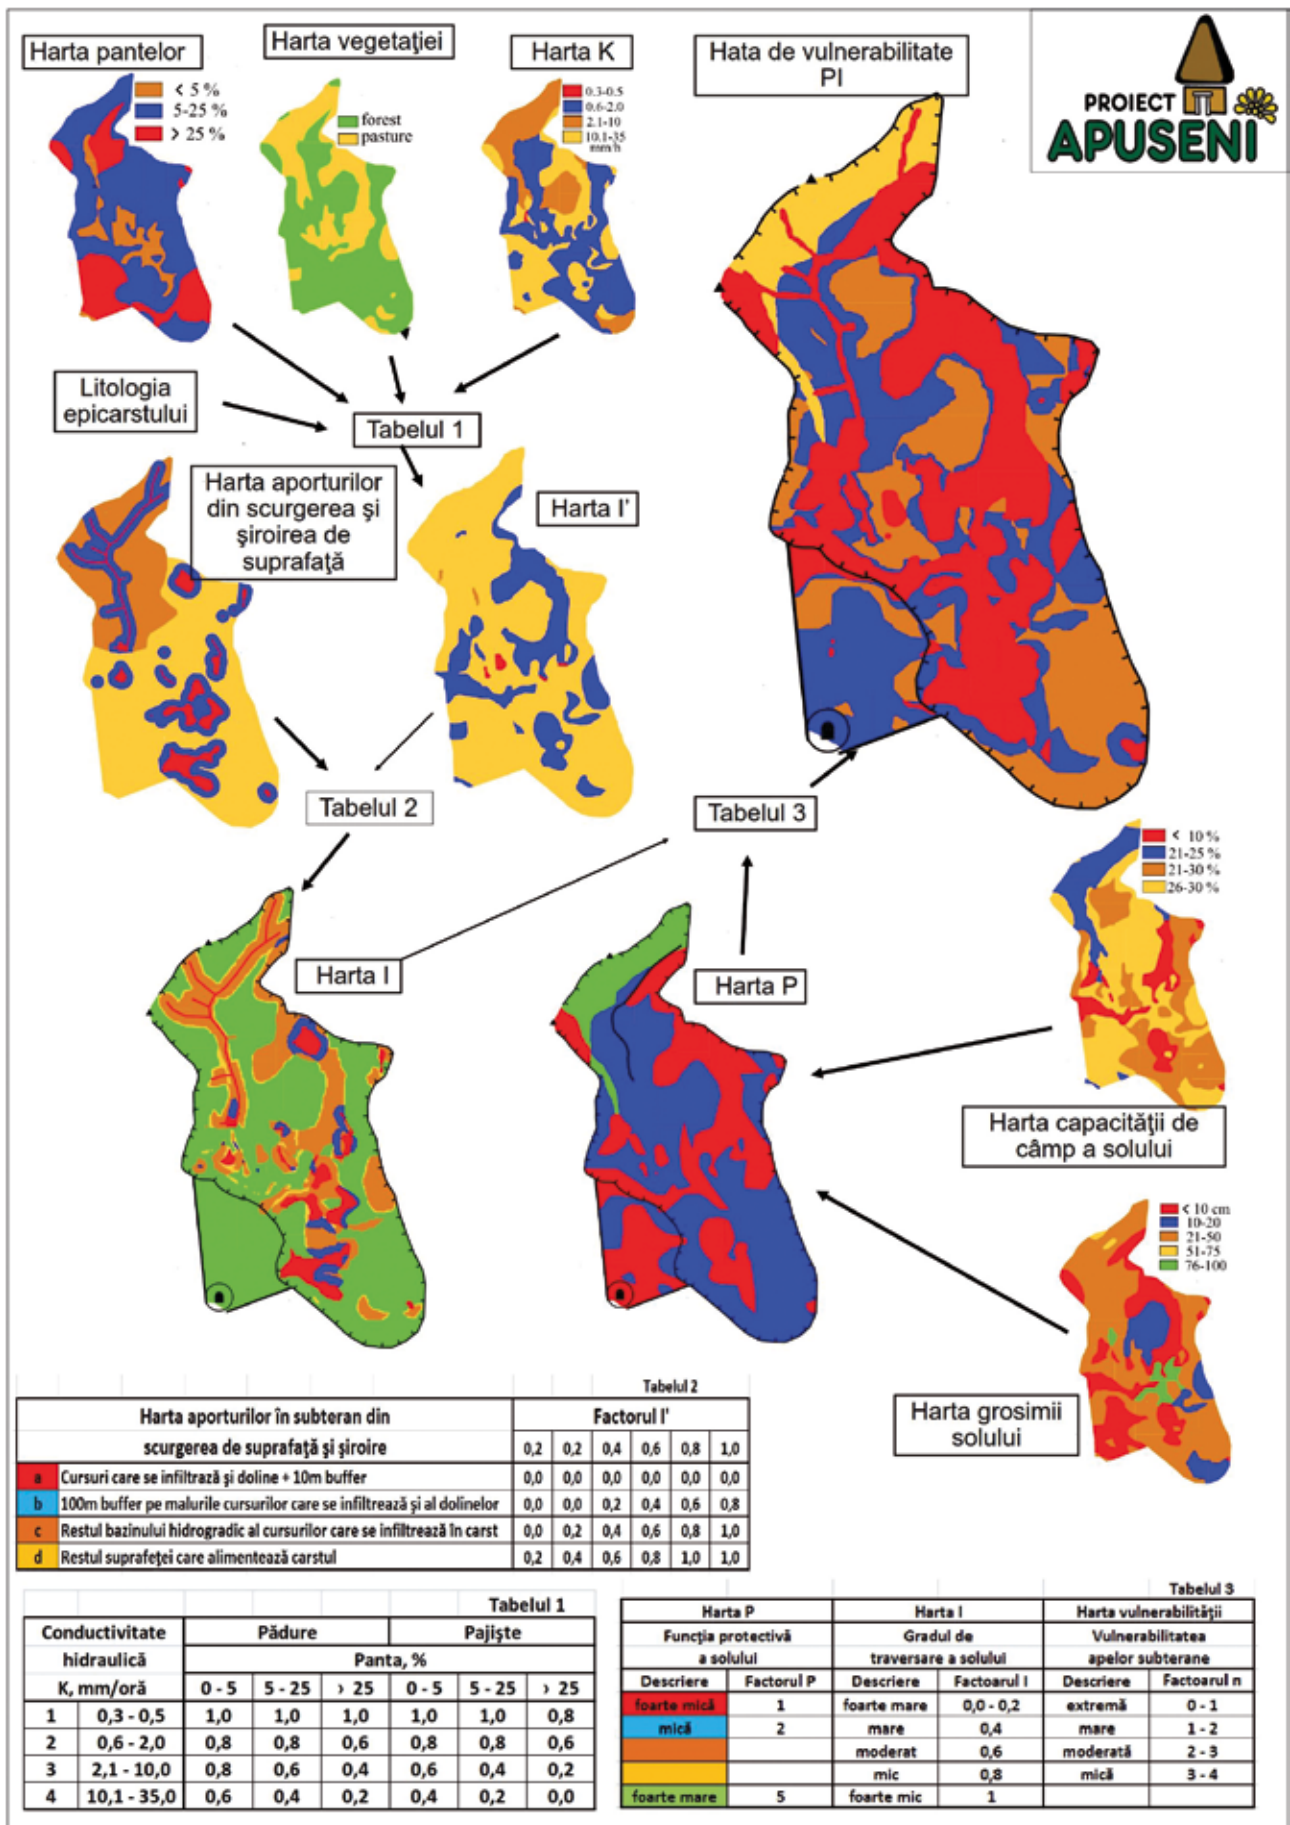 Harta pantelor
< 5 %
5-25 %
> 25 %
Harta vegetaţiei
forest
pasture
Harta K
0.3-0.5
0.6-2.0
2.1-10
10.1-35
mm/h
Hata de vulnerabilitate
PI
PROIECT
APUSENI
Litologia
epicarstului
Tabelul 1
Harta aporturilor
din scurgerea şi
şiroirea de
suprafaţă
Harta I'
Tabelul 2
Tabelul 3
< 10 %
21-25 %
21-30 %
26-30 %
Harta I
Harta P
Harta capacităţii de
câmp a solului
< 10 cm
10-20
21-50
51-75
76-100
Harta grosimii
solului
Tabelul 2
Harta aporturilor în subteran din Factorul I'
scurgerea de suprafaţă şi şiroire 0,2 0,2 0,4 0,6 0,8 1,0
a Cursuri care se infiltrază şi doline + 10m buffer 0,0 0,0 0,0 0,0 0,0 0,0
b 100m buffer pe malurile cursurilor care se infiltrează şi al dolinelor 0,0 0,0 0,2 0,4 0,6 0,8
c Restul bazinului hidrogradic al cursurilor care se infiltrează în carst 0,0 0,2 0,4 0,6 0,8 1,0
d Restul suprafeţei care alimentează carstul 0,2 0,4 0,6 0,8 1,0 1,0
Tabelul 1
Conductivitate Pădure Pajişte
hidraulică Panta, %
K, mm/oră 0 - 5 5 - 25 > 25 0 - 5 5 - 25 > 25
1 0,3 - 0,5 1,0 1,0 1,0 1,0 1,0 0,8
2 0,6 - 2,0 0,8 0,8 0,6 0,8 0,8 0,6
3 2,1 - 10,0 0,8 0,6 0,4 0,6 0,4 0,2
4 10,1 - 35,0 0,6 0,4 0,2 0,4 0,2 0,0
Tabelul 3
Harta P Harta I Harta vulnerabilităţii
Funcţia protectivă Gradul de Vulnerabilitatea
a solului traversare a solului apelor subterane
Descriere Factorul P Descriere Factoarul I Descriere Factoarul n
foarte mică 1 foarte mare 0,0 - 0,2 extremă 0 - 1
mică 2 mare 0,4 mare 1 - 2
moderat 0,6 moderată 2 - 3
mic 0,8 mică 3 - 4
foarte mare 5 foarte mic 1